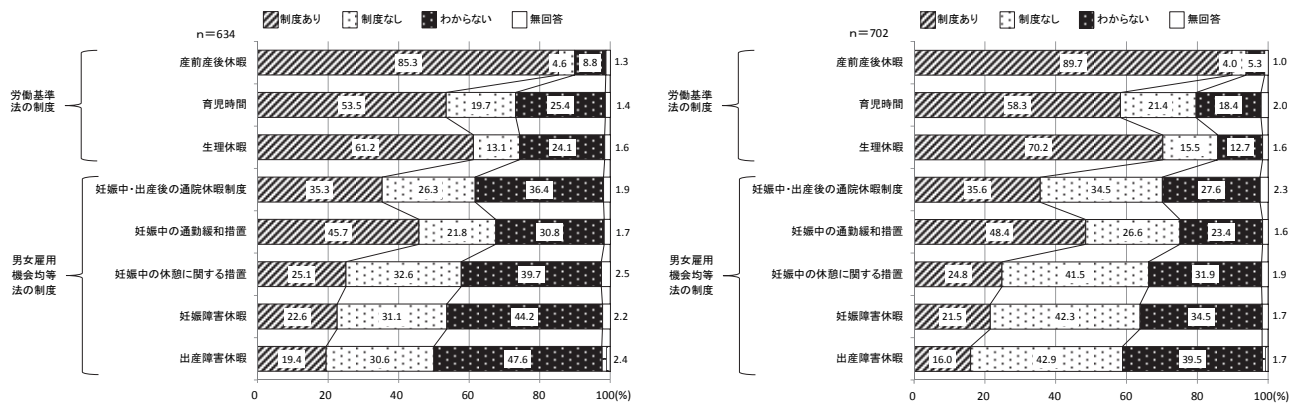 制度あり 制度なし わからない 無回答
n=634
労働基準
法の制度
産前産後休暇 85.3 4.6 8.8 1.3
育児時間 53.5 19.7 25.4 1.4
生理休暇 61.2 13.1 24.1 1.6
男女雇用
機会均等
法の制度
妊娠中・出産後の通院休暇制度 35.3 26.3 36.4 1.9
妊娠中の通勤緩和措置 45.7 21.8 30.8 1.7
妊娠中の休憩に関する措置 25.1 32.6 39.7 2.5
妊娠障害休暇 22.6 31.1 44.2 2.2
出産障害休暇 19.4 30.6 47.6 2.4
0 20 40 60 80 100(%)
制度あり 制度なし わからない 無回答
n=702
労働基準
法の制度
産前産後休暇 89.7 4.0 5.3 1.0
育児時間 58.3 21.4 18.4 2.0
生理休暇 70.2 15.5 12.7 1.6
男女雇用
機会均等
法の制度
妊娠中・出産後の通院休暇制度 35.6 34.5 27.6 2.3
妊娠中の通勤緩和措置 48.4 26.6 23.4 1.6
妊娠中の休憩に関する措置 24.8 41.5 31.9 1.9
妊娠障害休暇 21.5 42.3 34.5 1.7
出産障害休暇 16.0 42.9 39.5 1.7
0 20 40 60 80 100(%)